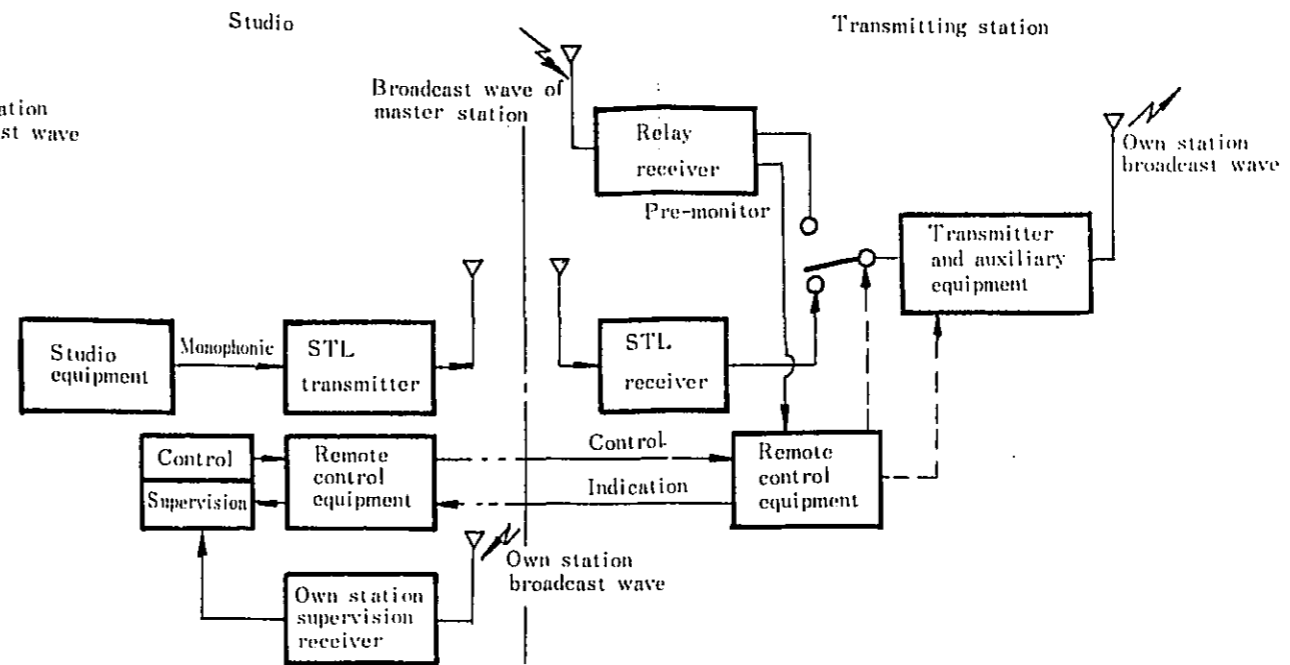 Studio
Transmitting station
ation
st wave
Broadcast wave of
master station
Relay
receiver
Own station
broadcast wave
Pre-monitor
Transmitter
and auxiliary
equipment
Studio
equipment
Monophonic
STL
transmitter
STL
receiver
Control
Supervision
Remote
control
equipment
Control
Indication
Remote
control
equipment
Own station
broadcast wave
Own station
supervision
receiver